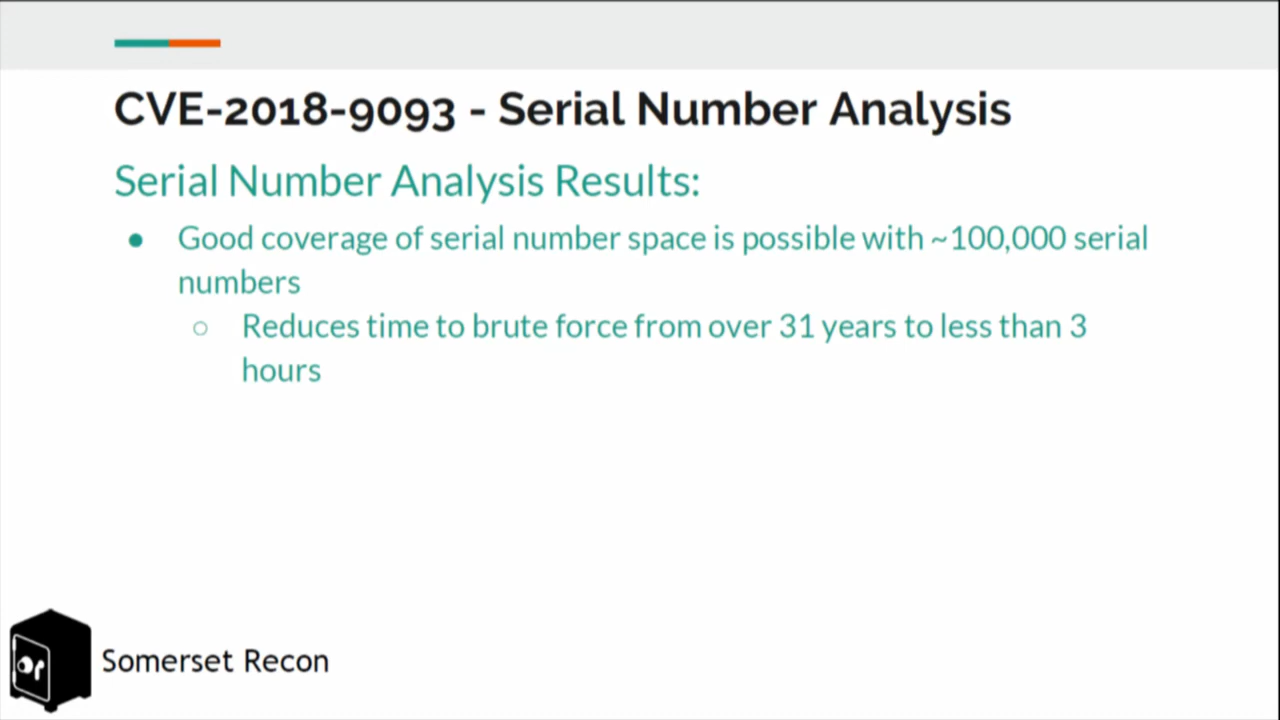 CVE-2018-9093 - Serial Number Analysis
Serial Number Analysis Results:
● Good coverage of serial number space is possible with ~100,000 serial
numbers
○ Reduces time to brute force from over 31 years to less than 3
hours
Somerset Recon